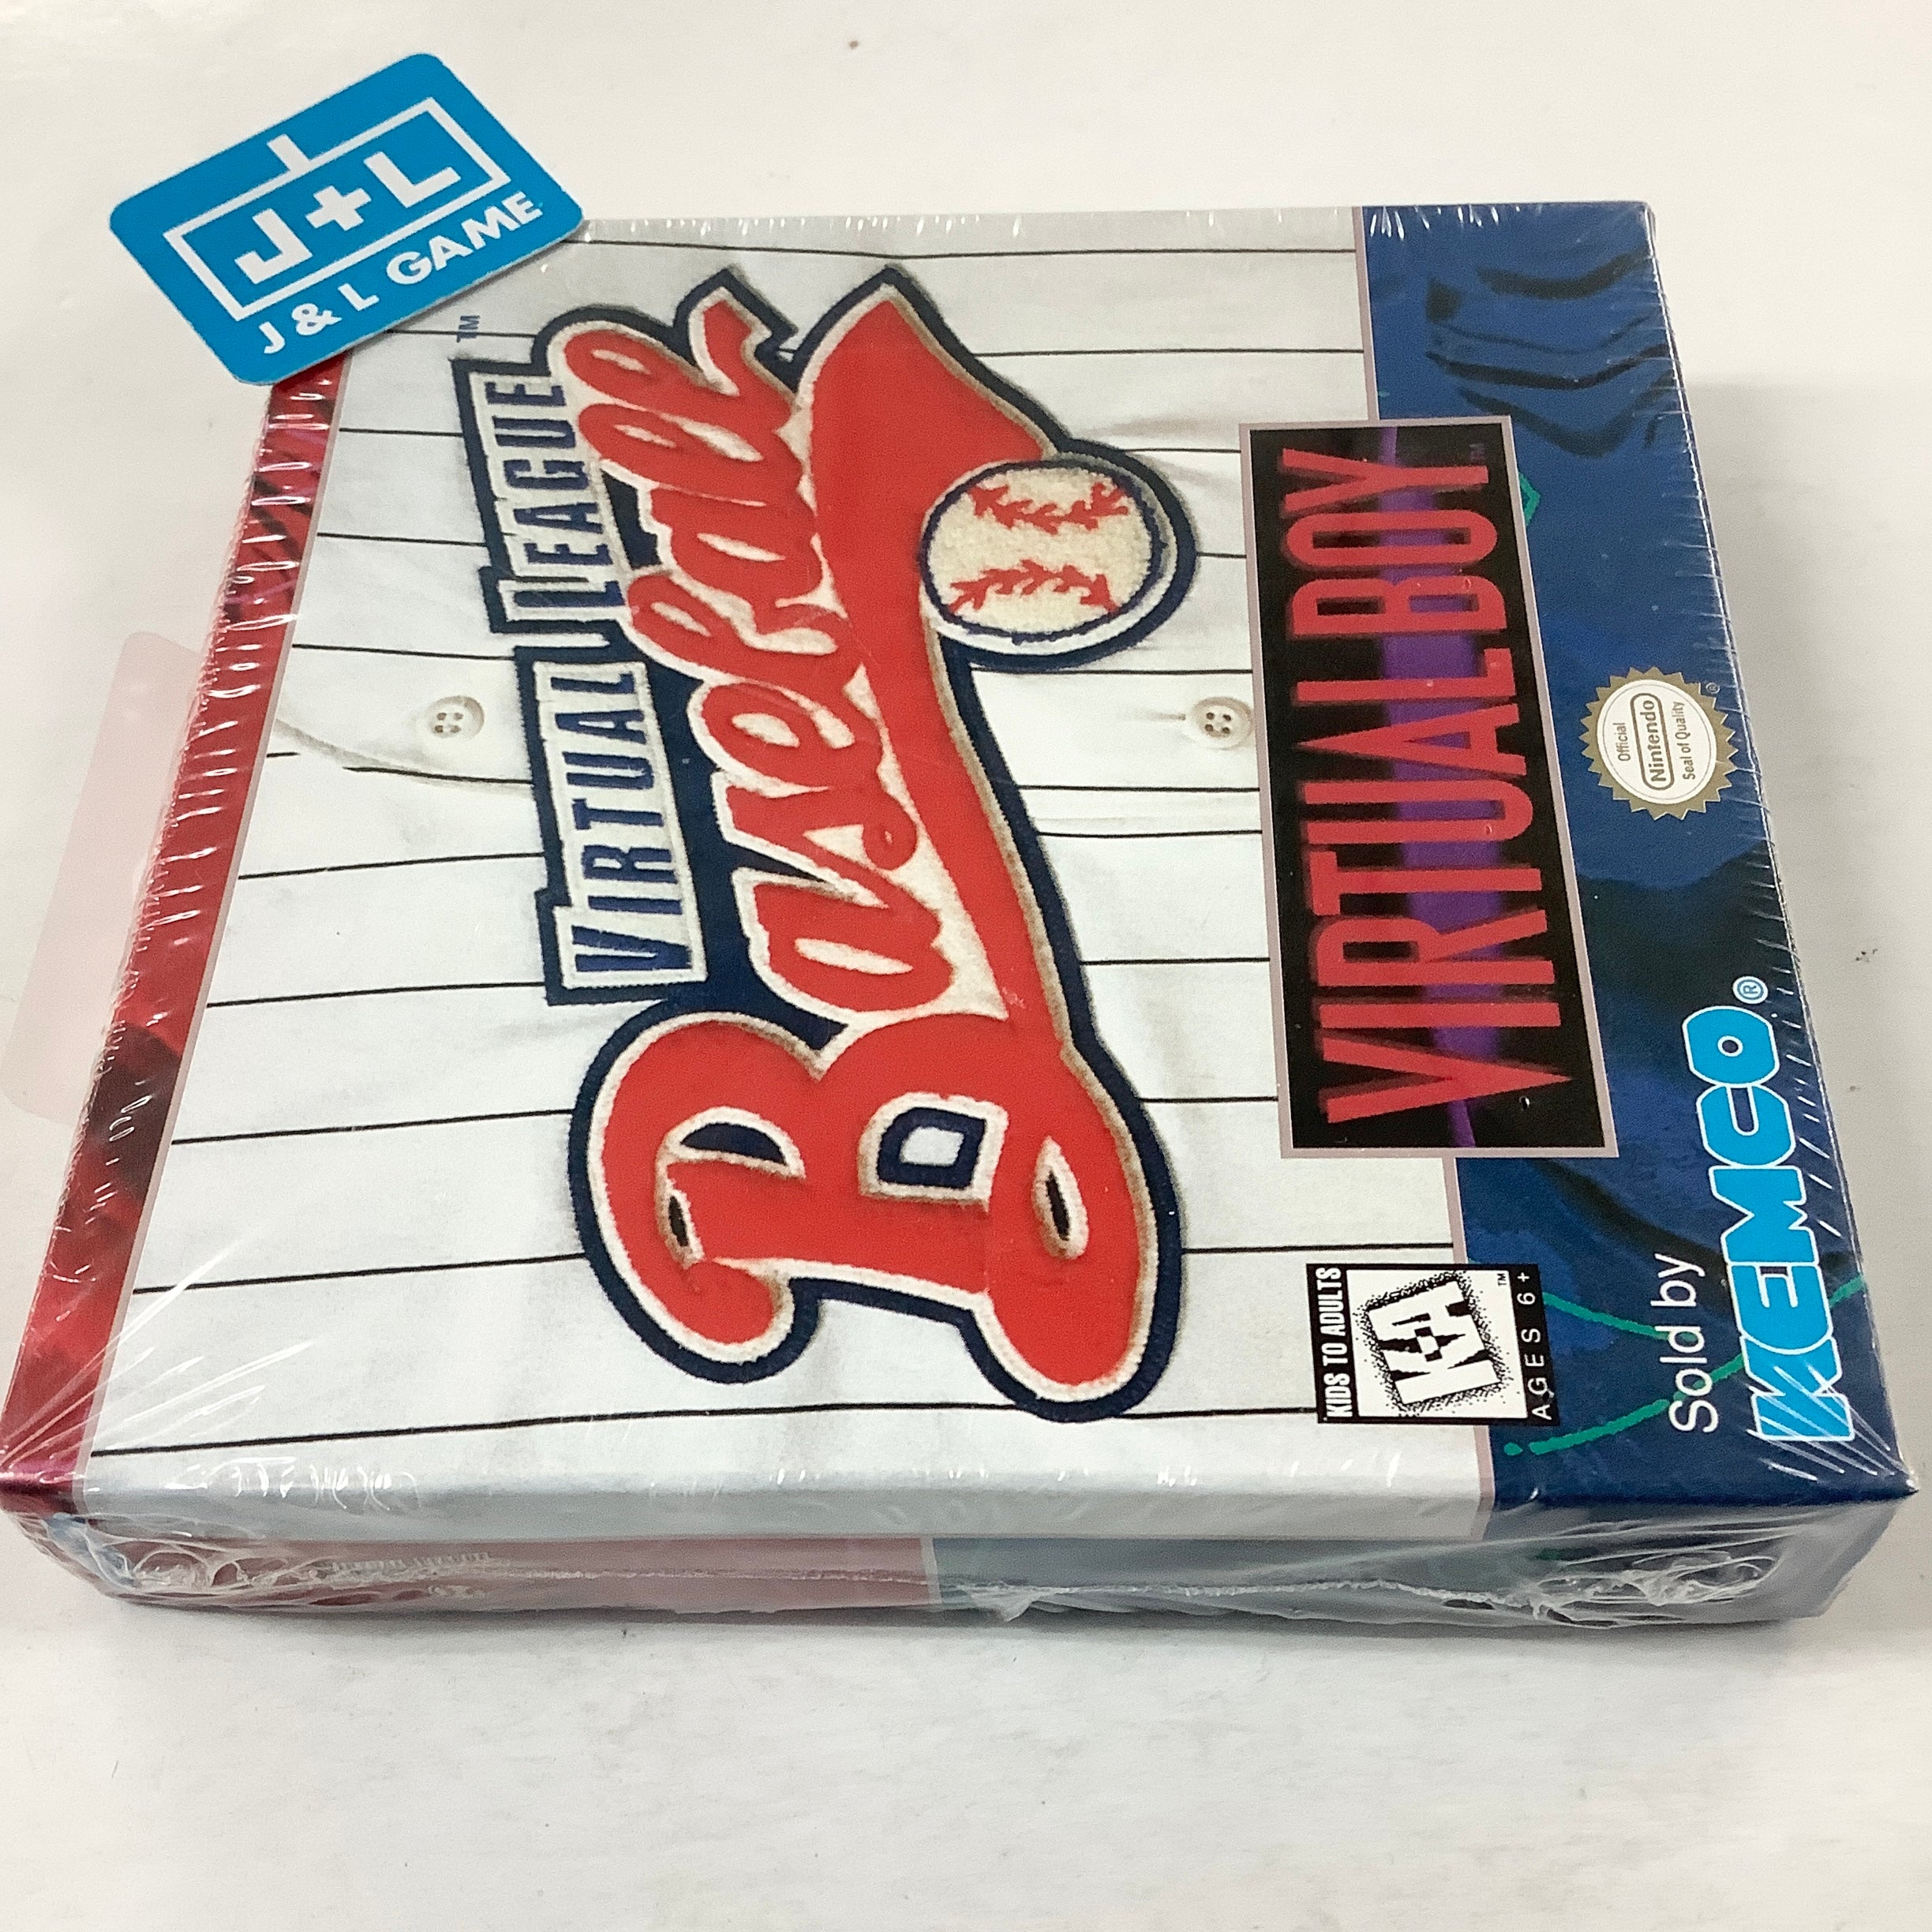 J+L
J & L GAME
VIRTUAL LEAGUE TM
Baseball
VIRTUAL BOY TM
Official
Nintendo
Seal of Quality ®
KIDS TO ADULTS
K-A TM
AGES 6+
Sold by
KEMCO®